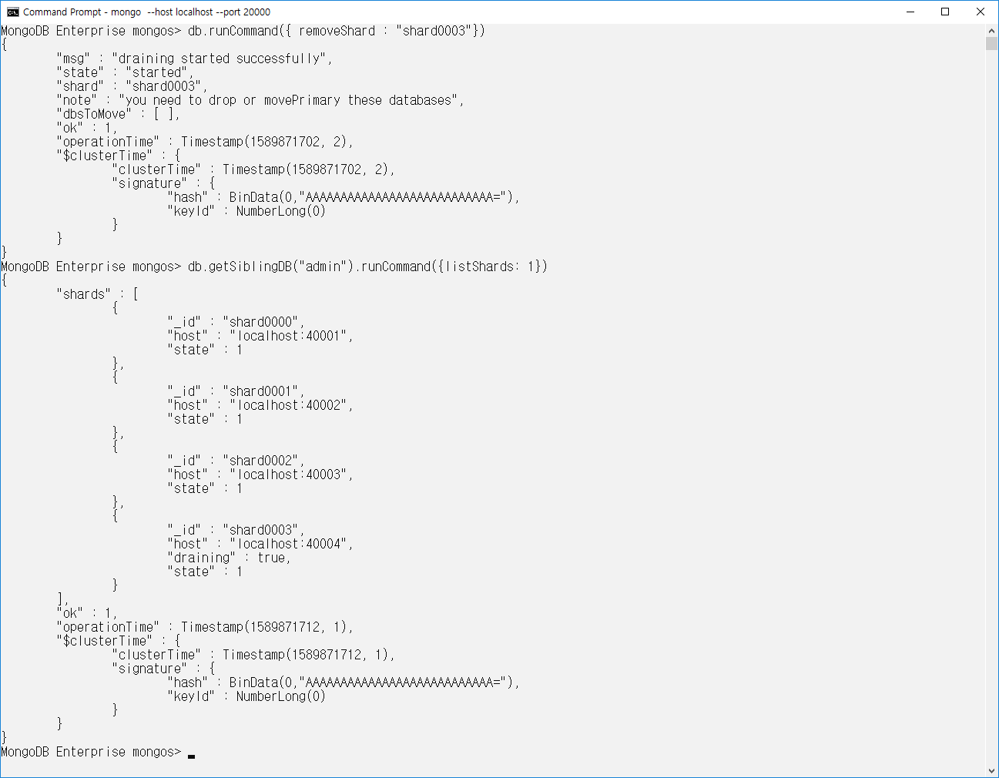 Command Prompt - mongo  --host localhost --port 20000
MongoDB Enterprise mongos> db.runCommand({ removeShard : "shard0003"})
{
        "msg" : "draining started successfully",
        "state" : "started",
        "shard" : "shard0003",
        "note" : "you need to drop or movePrimary these databases",
        "dbsToMove" : [ ],
        "ok" : 1,
        "operationTime" : Timestamp(1589871702, 2),
        "$clusterTime" : {
                "clusterTime" : Timestamp(1589871702, 2),
                "signature" : {
                        "hash" : BinData(0,"AAAAAAAAAAAAAAAAAAAAAAAAAAA="),
                        "keyId" : NumberLong(0)
                }
        }
}
MongoDB Enterprise mongos> db.getSiblingDB("admin").runCommand({listShards: 1})
{
        "shards" : [
                {
                        "_id" : "shard0000",
                        "host" : "localhost:40001",
                        "state" : 1
                },
                {
                        "_id" : "shard0001",
                        "host" : "localhost:40002",
                        "state" : 1
                },
                {
                        "_id" : "shard0002",
                        "host" : "localhost:40003",
                        "state" : 1
                },
                {
                        "_id" : "shard0003",
                        "host" : "localhost:40004",
                        "draining" : true,
                        "state" : 1
                }
        ],
        "ok" : 1,
        "operationTime" : Timestamp(1589871712, 1),
        "$clusterTime" : {
                "clusterTime" : Timestamp(1589871712, 1),
                "signature" : {
                        "hash" : BinData(0,"AAAAAAAAAAAAAAAAAAAAAAAAAAA="),
                        "keyId" : NumberLong(0)
                }
        }
}
MongoDB Enterprise mongos>